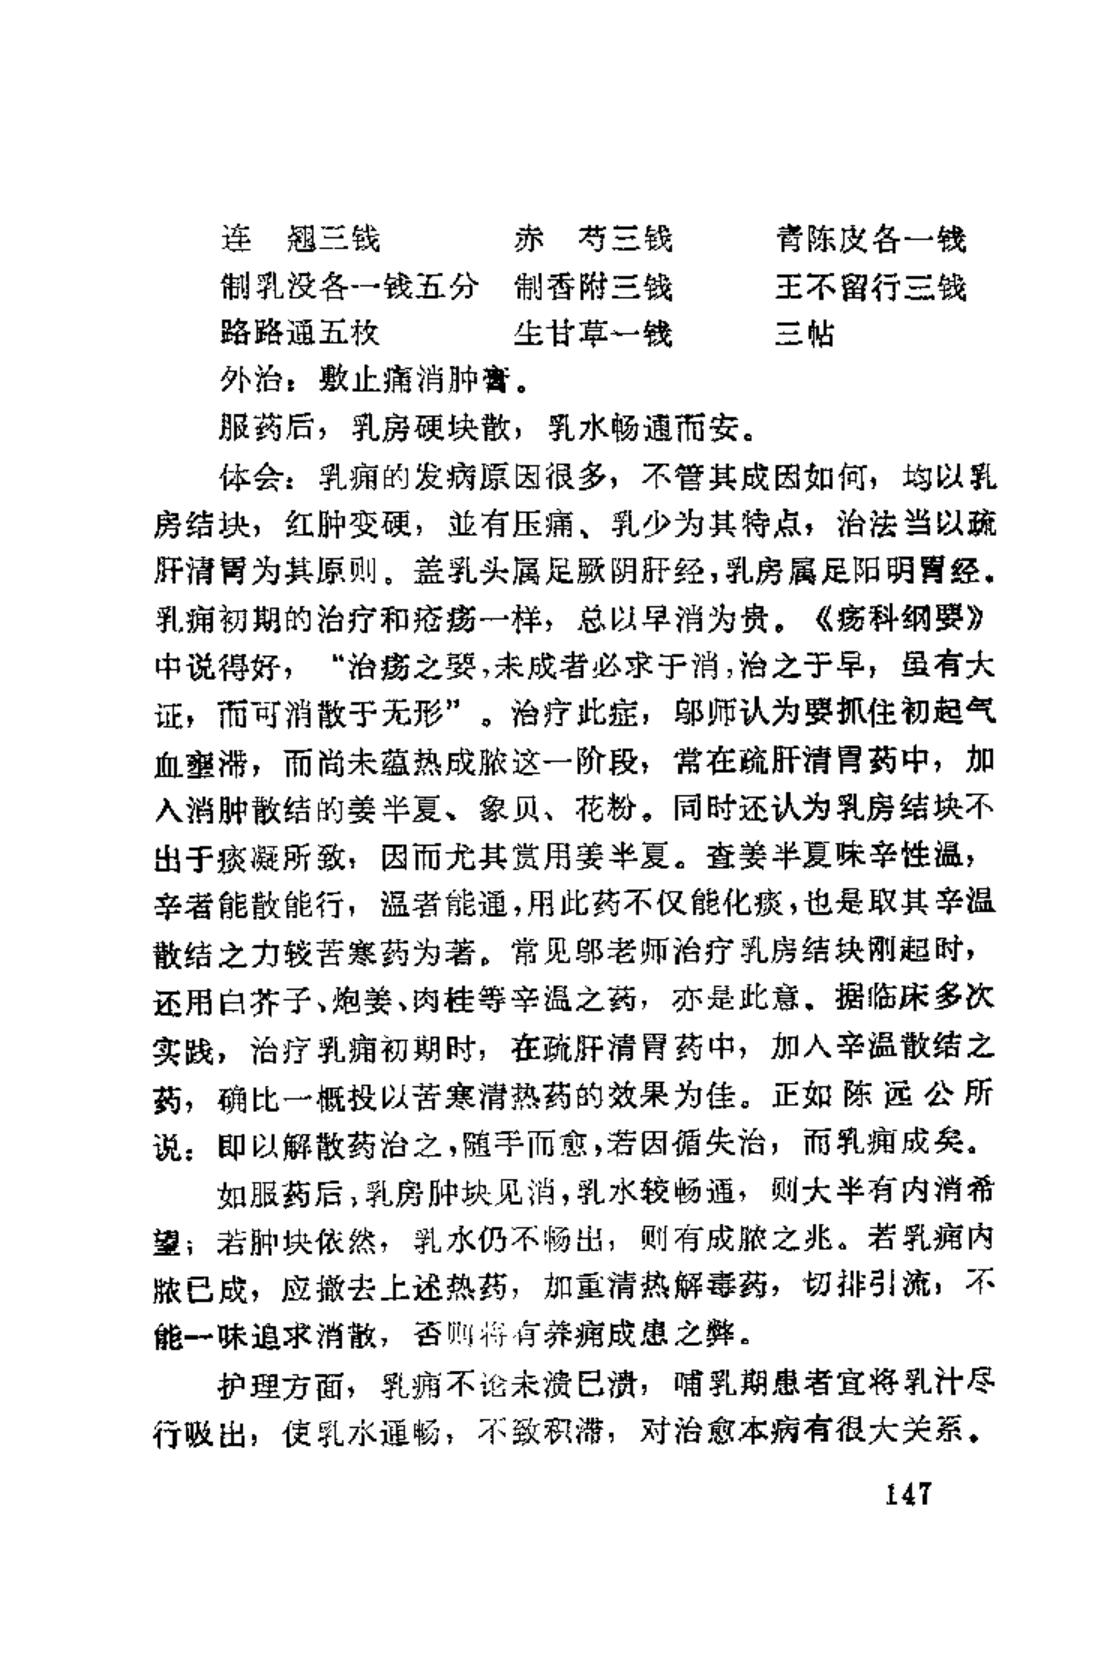 连　翘三钱　赤　芍三钱　青陈皮各一钱
制乳没各一钱五分　制香附三钱　王不留行三钱
路路通五枚　生甘草一钱　三帖
外治：敷止痛消肿膏。
服药后，乳房硬块散，乳水畅通而安。
体会：乳痈的发病原因很多，不管其成因如何，均以乳
房结块，红肿变硬，並有压痛、乳少为其特点，治法当以疏
肝清胃为其原则。盖乳头属足厥阴肝经，乳房属足阳明胃经。
乳痈初期的治疗和疮疡一样，总以早消为贵。《疡科纲要》
中说得好，“治疡之要，未成者必求于消，治之于早，虽有大
证，而可消散于无形”。治疗此症，邬师认为要抓住初起气
血壅滞，而尚未蕴热成脓这一阶段，常在疏肝清胃药中，加
入消肿散结的姜半夏、象贝、花粉。同时还认为乳房结块不
出于痰凝所致，因而尤其赏用姜半夏。查姜半夏味辛性温，
辛者能散能行，温者能通，用此药不仅能化痰，也是取其辛温
散结之力较苦寒药为著。常见邬老师治疗乳房结块刚起时，
还用白芥子、炮姜、肉桂等辛温之药，亦是此意。据临床多次
实践，治疗乳痈初期时，在疏肝清胃药中，加入辛温散结之
药，确比一概投以苦寒清热药的效果为佳。正如陈远公所
说：即以解散药治之，随手而愈，若因循失治，而乳痈成矣。
如服药后，乳房肿块见消，乳水较畅通，则大半有内消希
望；若肿块依然，乳水仍不畅出，则有成脓之兆。若乳痈内
脓已成，应撤去上述热药，加重清热解毒药，切排引流，不
能一味追求消散，否则将有养痈成患之弊。
护理方面，乳痈不论未溃已溃，哺乳期患者宜将乳汁尽
行吸出，使乳水通畅，不致积滞，对治愈本病有很大关系。
147